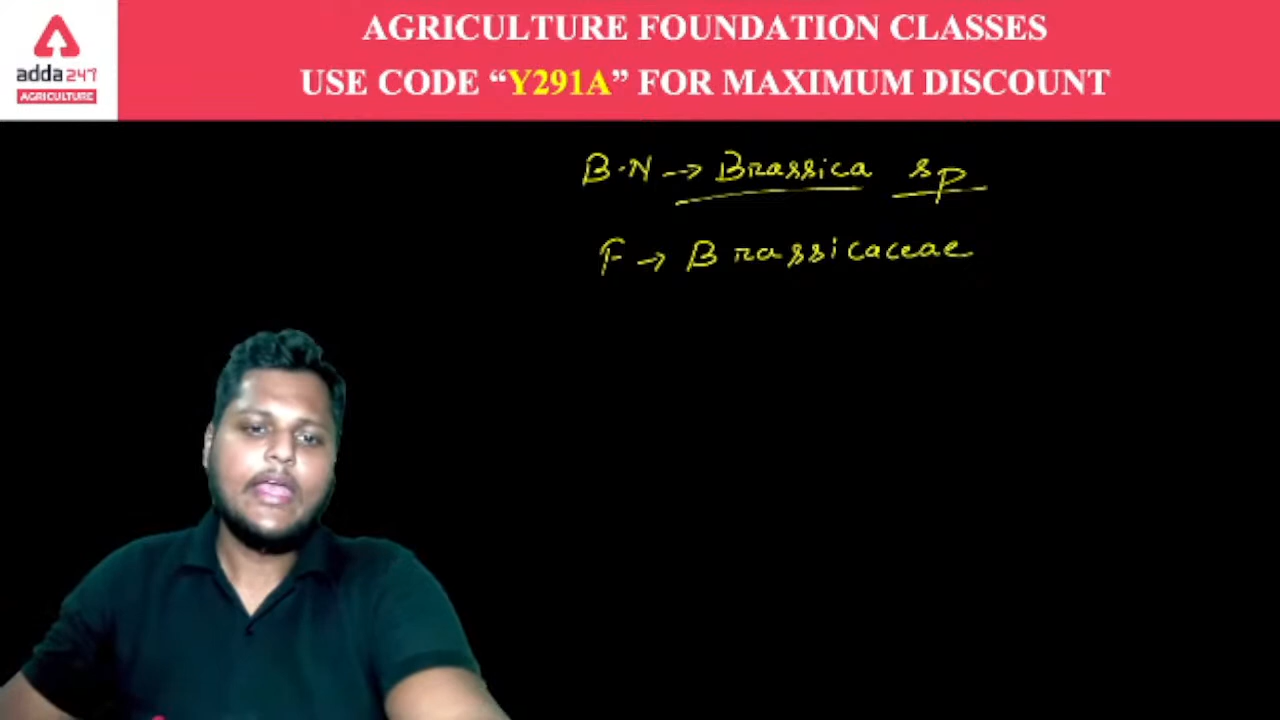 AGRICULTURE FOUNDATION CLASSES
USE CODE “Y291A” FOR MAXIMUM DISCOUNT
adda247
AGRICULTURE
B.N → Brassica sp
F → Brassicaceae